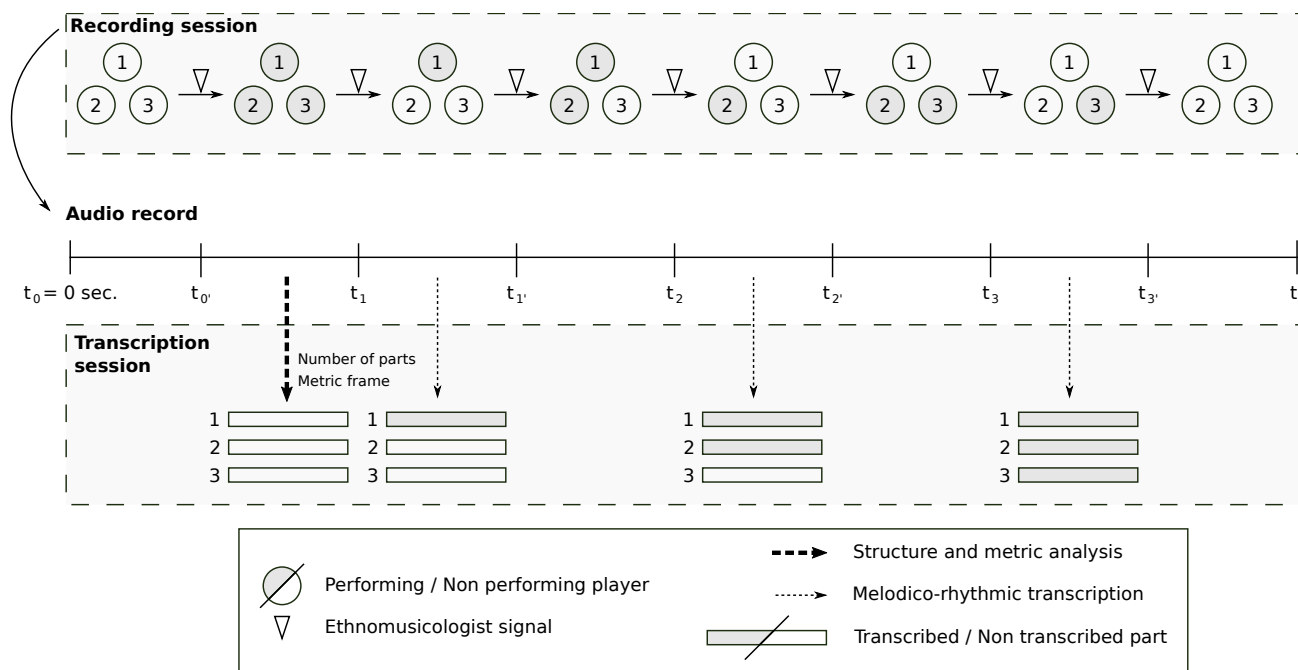 Recording session
1 1 1 1 1 1 1 1
2 3 2 3 2 3 2 3 2 3 2 3 2 3 2 3
Audio record
t0 = 0 sec. t0' t1 t1' t2 t2' t3 t3' t
Transcription
session
Number of parts
Metric frame
1 1 1 1
2 2 2 2
3 3 3 3
Structure and metric analysis
Performing / Non performing player
Melodico-rhythmic transcription
Ethnomusicologist signal
Transcribed / Non transcribed part